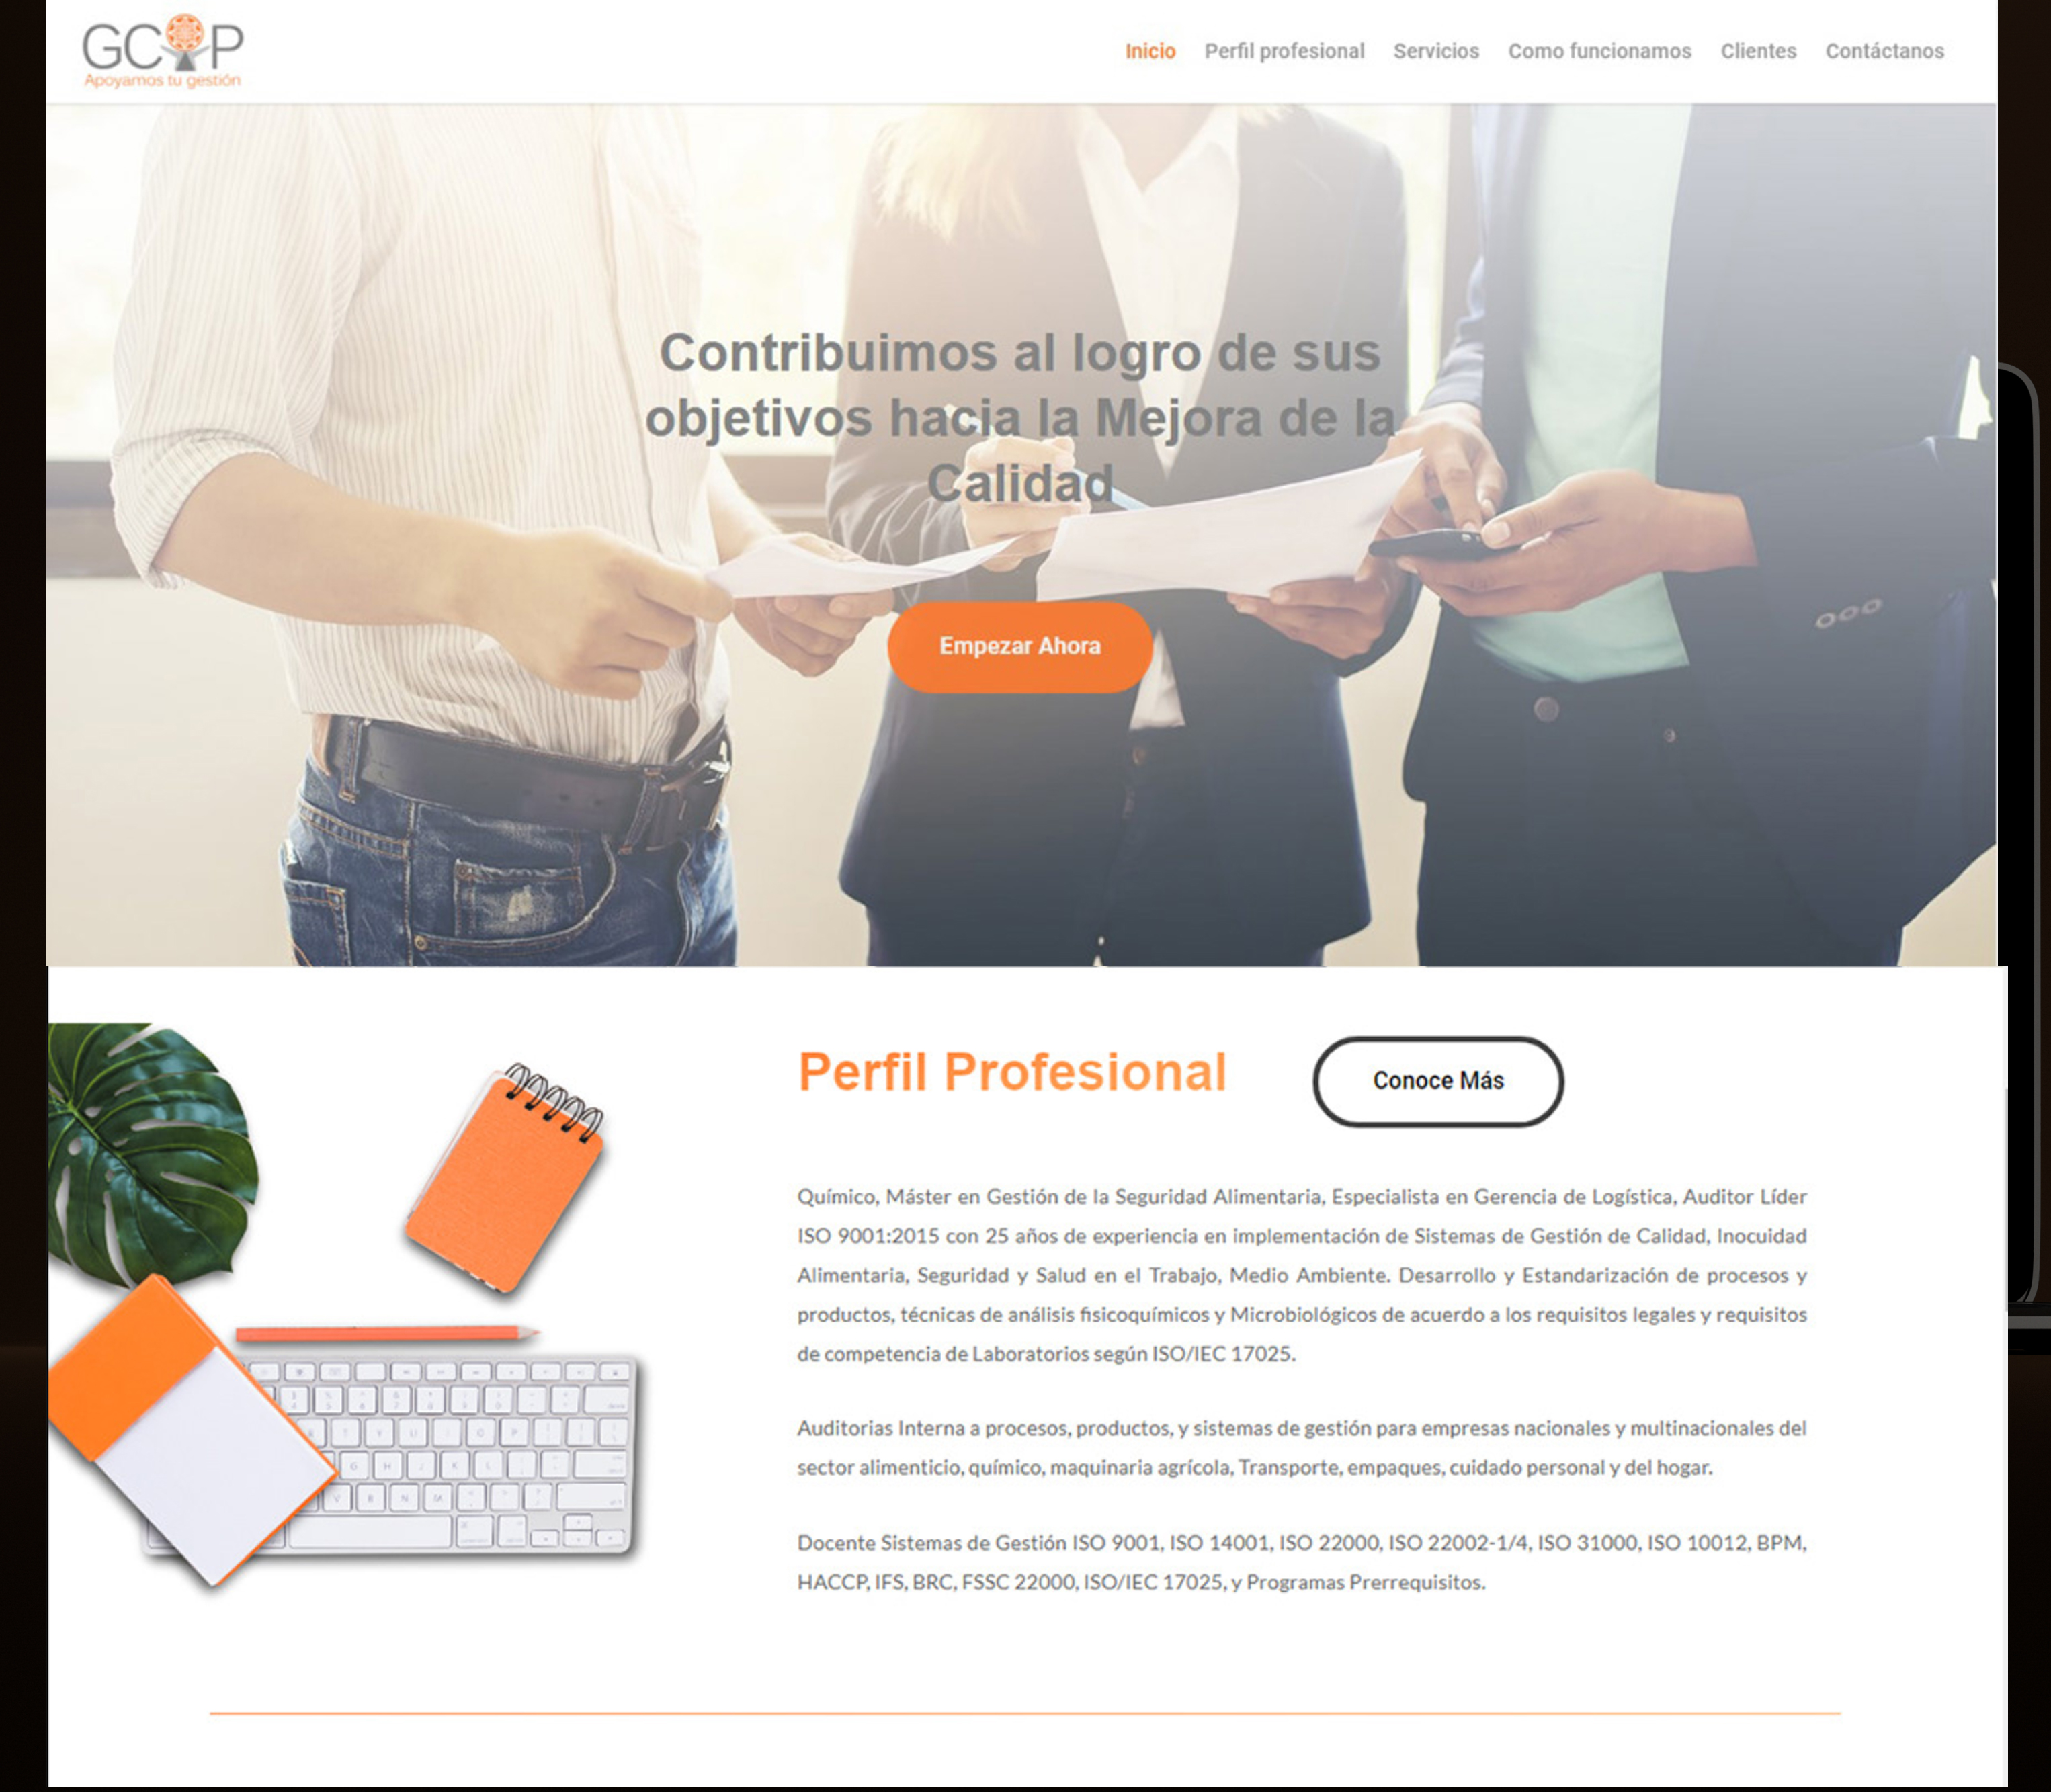 GC P
Apoyamos tu gestión
Inicio Perfil profesional Servicios Como funcionamos Clientes Contáctanos
Contribuimos al logro de sus
objetivos hacia la Mejora de la
Calidad
Empezar Ahora
Perfil Profesional
Conoce Más
Químico, Máster en Gestión de la Seguridad Alimentaria, Especialista en Gerencia de Logística, Auditor Líder
ISO 9001:2015 con 25 años de experiencia en implementación de Sistemas de Gestión de Calidad, Inocuidad
Alimentaria, Seguridad y Salud en el Trabajo, Medio Ambiente. Desarrollo y Estandarización de procesos y
productos, técnicas de análisis fisicoquímicos y Microbiológicos de acuerdo a los requisitos legales y requisitos
de competencia de Laboratorios según ISO/IEC 17025.
Auditorias Interna a procesos, productos, y sistemas de gestión para empresas nacionales y multinacionales del
sector alimenticio, químico, maquinaria agrícola, Transporte, empaques, cuidado personal y del hogar.
Docente Sistemas de Gestión ISO 9001, ISO 14001, ISO 22000, ISO 22002-1/4, ISO 31000, ISO 10012, BPM,
HACCP, IFS, BRC, FSSC 22000, ISO/IEC 17025, y Programas Prerrequisitos.